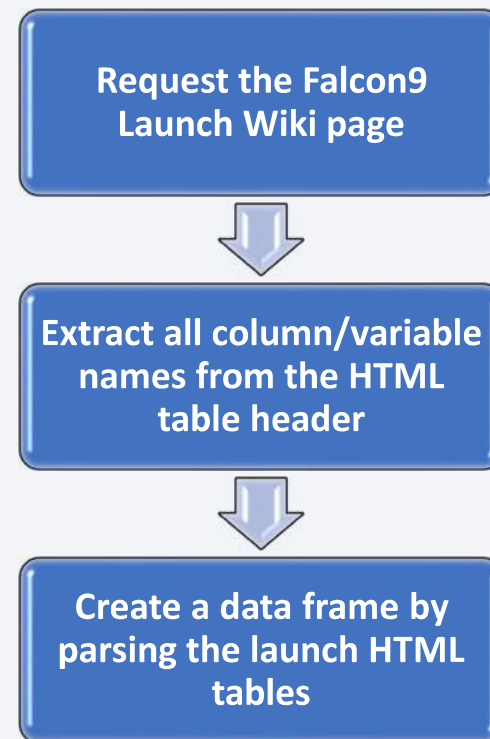 Request the Falcon9
Launch Wiki page
Extract all column/variable
names from the HTML
table header
Create a data frame by
parsing the launch HTML
tables